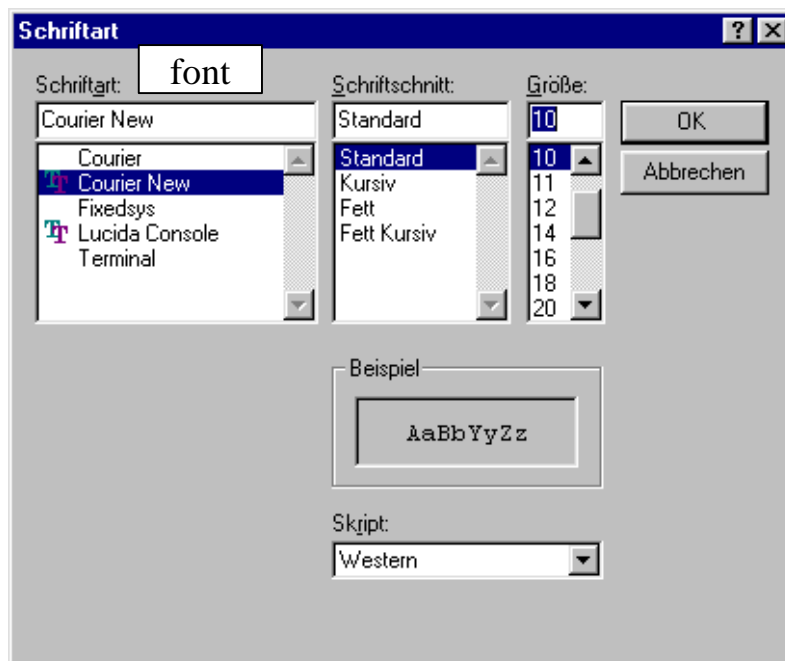 Schriftart
Schriftart:
font
Schriftschnitt:
Größe:
Courier New
Standard
10
OK
Abbrechen
Courier
Courier New
Fixedsys
Lucida Console
Terminal
Standard
Kursiv
Fett
Fett Kursiv
10
11
12
14
16
18
20
Beispiel
AaBbYyZz
Skript:
Western